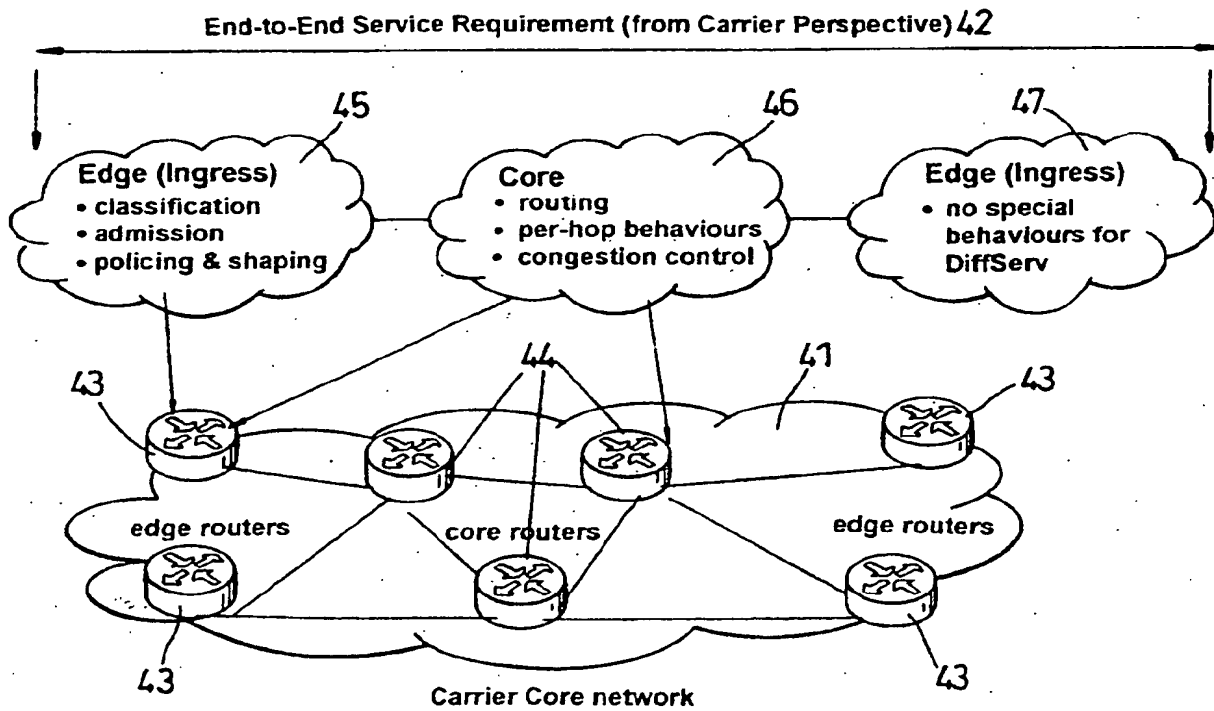 End-to-End Service Requirement (from Carrier Perspective) 42
45
46
47
Edge (Ingress)
• classification
• admission
• policing & shaping
Core
• routing
• per-hop behaviours
• congestion control
Edge (Ingress)
• no special
behaviours for
DiffServ
43
44
41
43
edge routers
core routers
edge routers
43
43
Carrier Core network